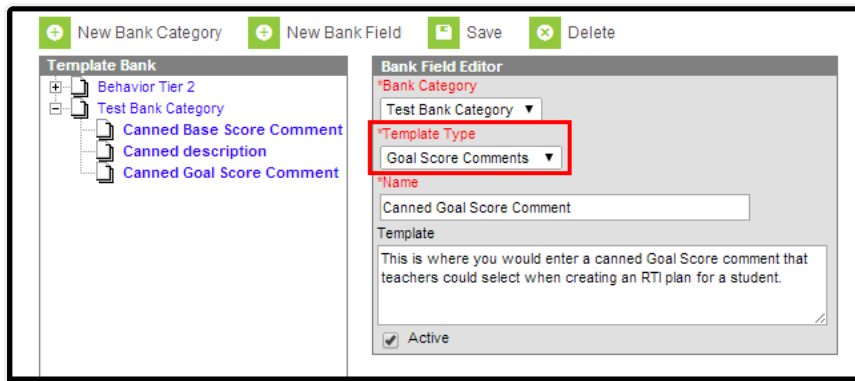 New Bank Category New Bank Field Save Delete
Template Bank
Behavior Tier 2
Test Bank Category
Canned Base Score Comment
Canned description
Canned Goal Score Comment
Bank Field Editor
*Bank Category
Test Bank Category
*Template Type
Goal Score Comments
*Name
Canned Goal Score Comment
Template
This is where you would enter a canned Goal Score comment that
teachers could select when creating an RTI plan for a student.
Active